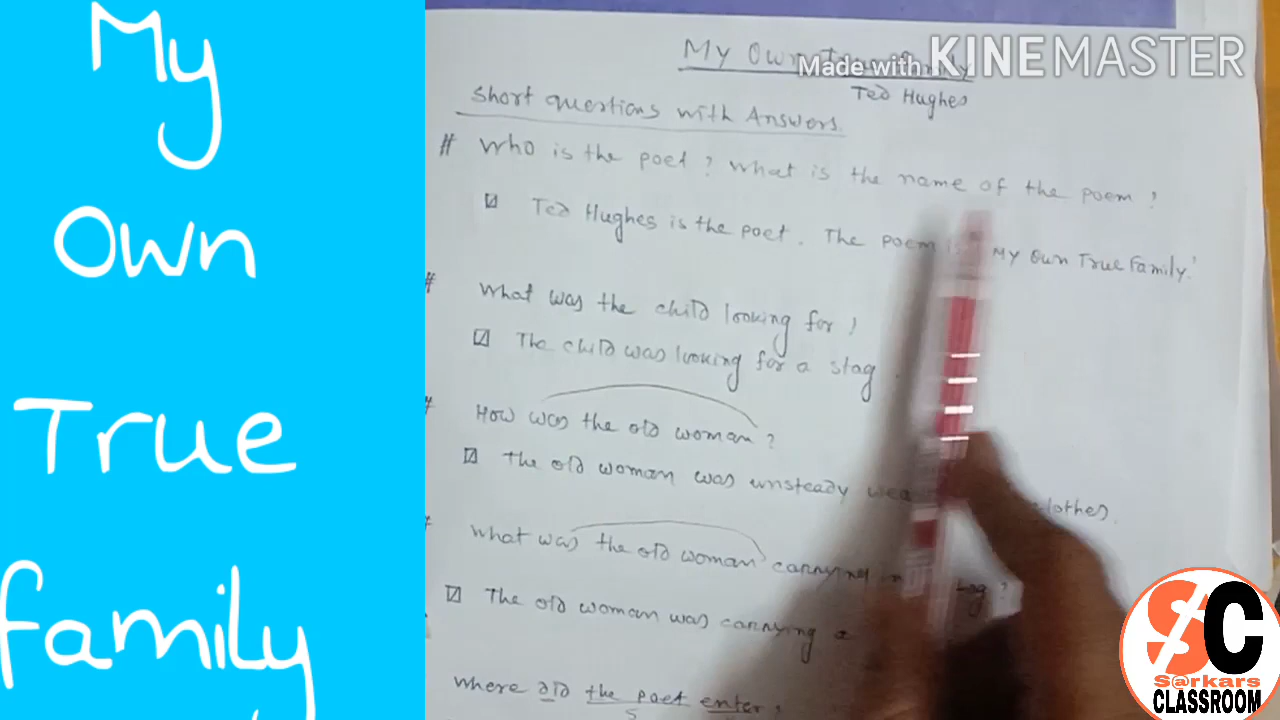 My
Own
True
family
My Own
Made with KINEMASTER
Ted Hughes
Short questions with Answers.
# Who is the poet? What is the name of the poem?
☑ Ted Hughes is the poet. The poem is 'My Own True Family.'
# What was the child looking for?
☑ The child was looking for a stag.
# How was the old woman?
☑ The old woman was unsteady clothes.
# What was the old woman carrying in
☑ The old woman was carrying a
Where did the poet enter?
SC
S@rkars
CLASSROOM